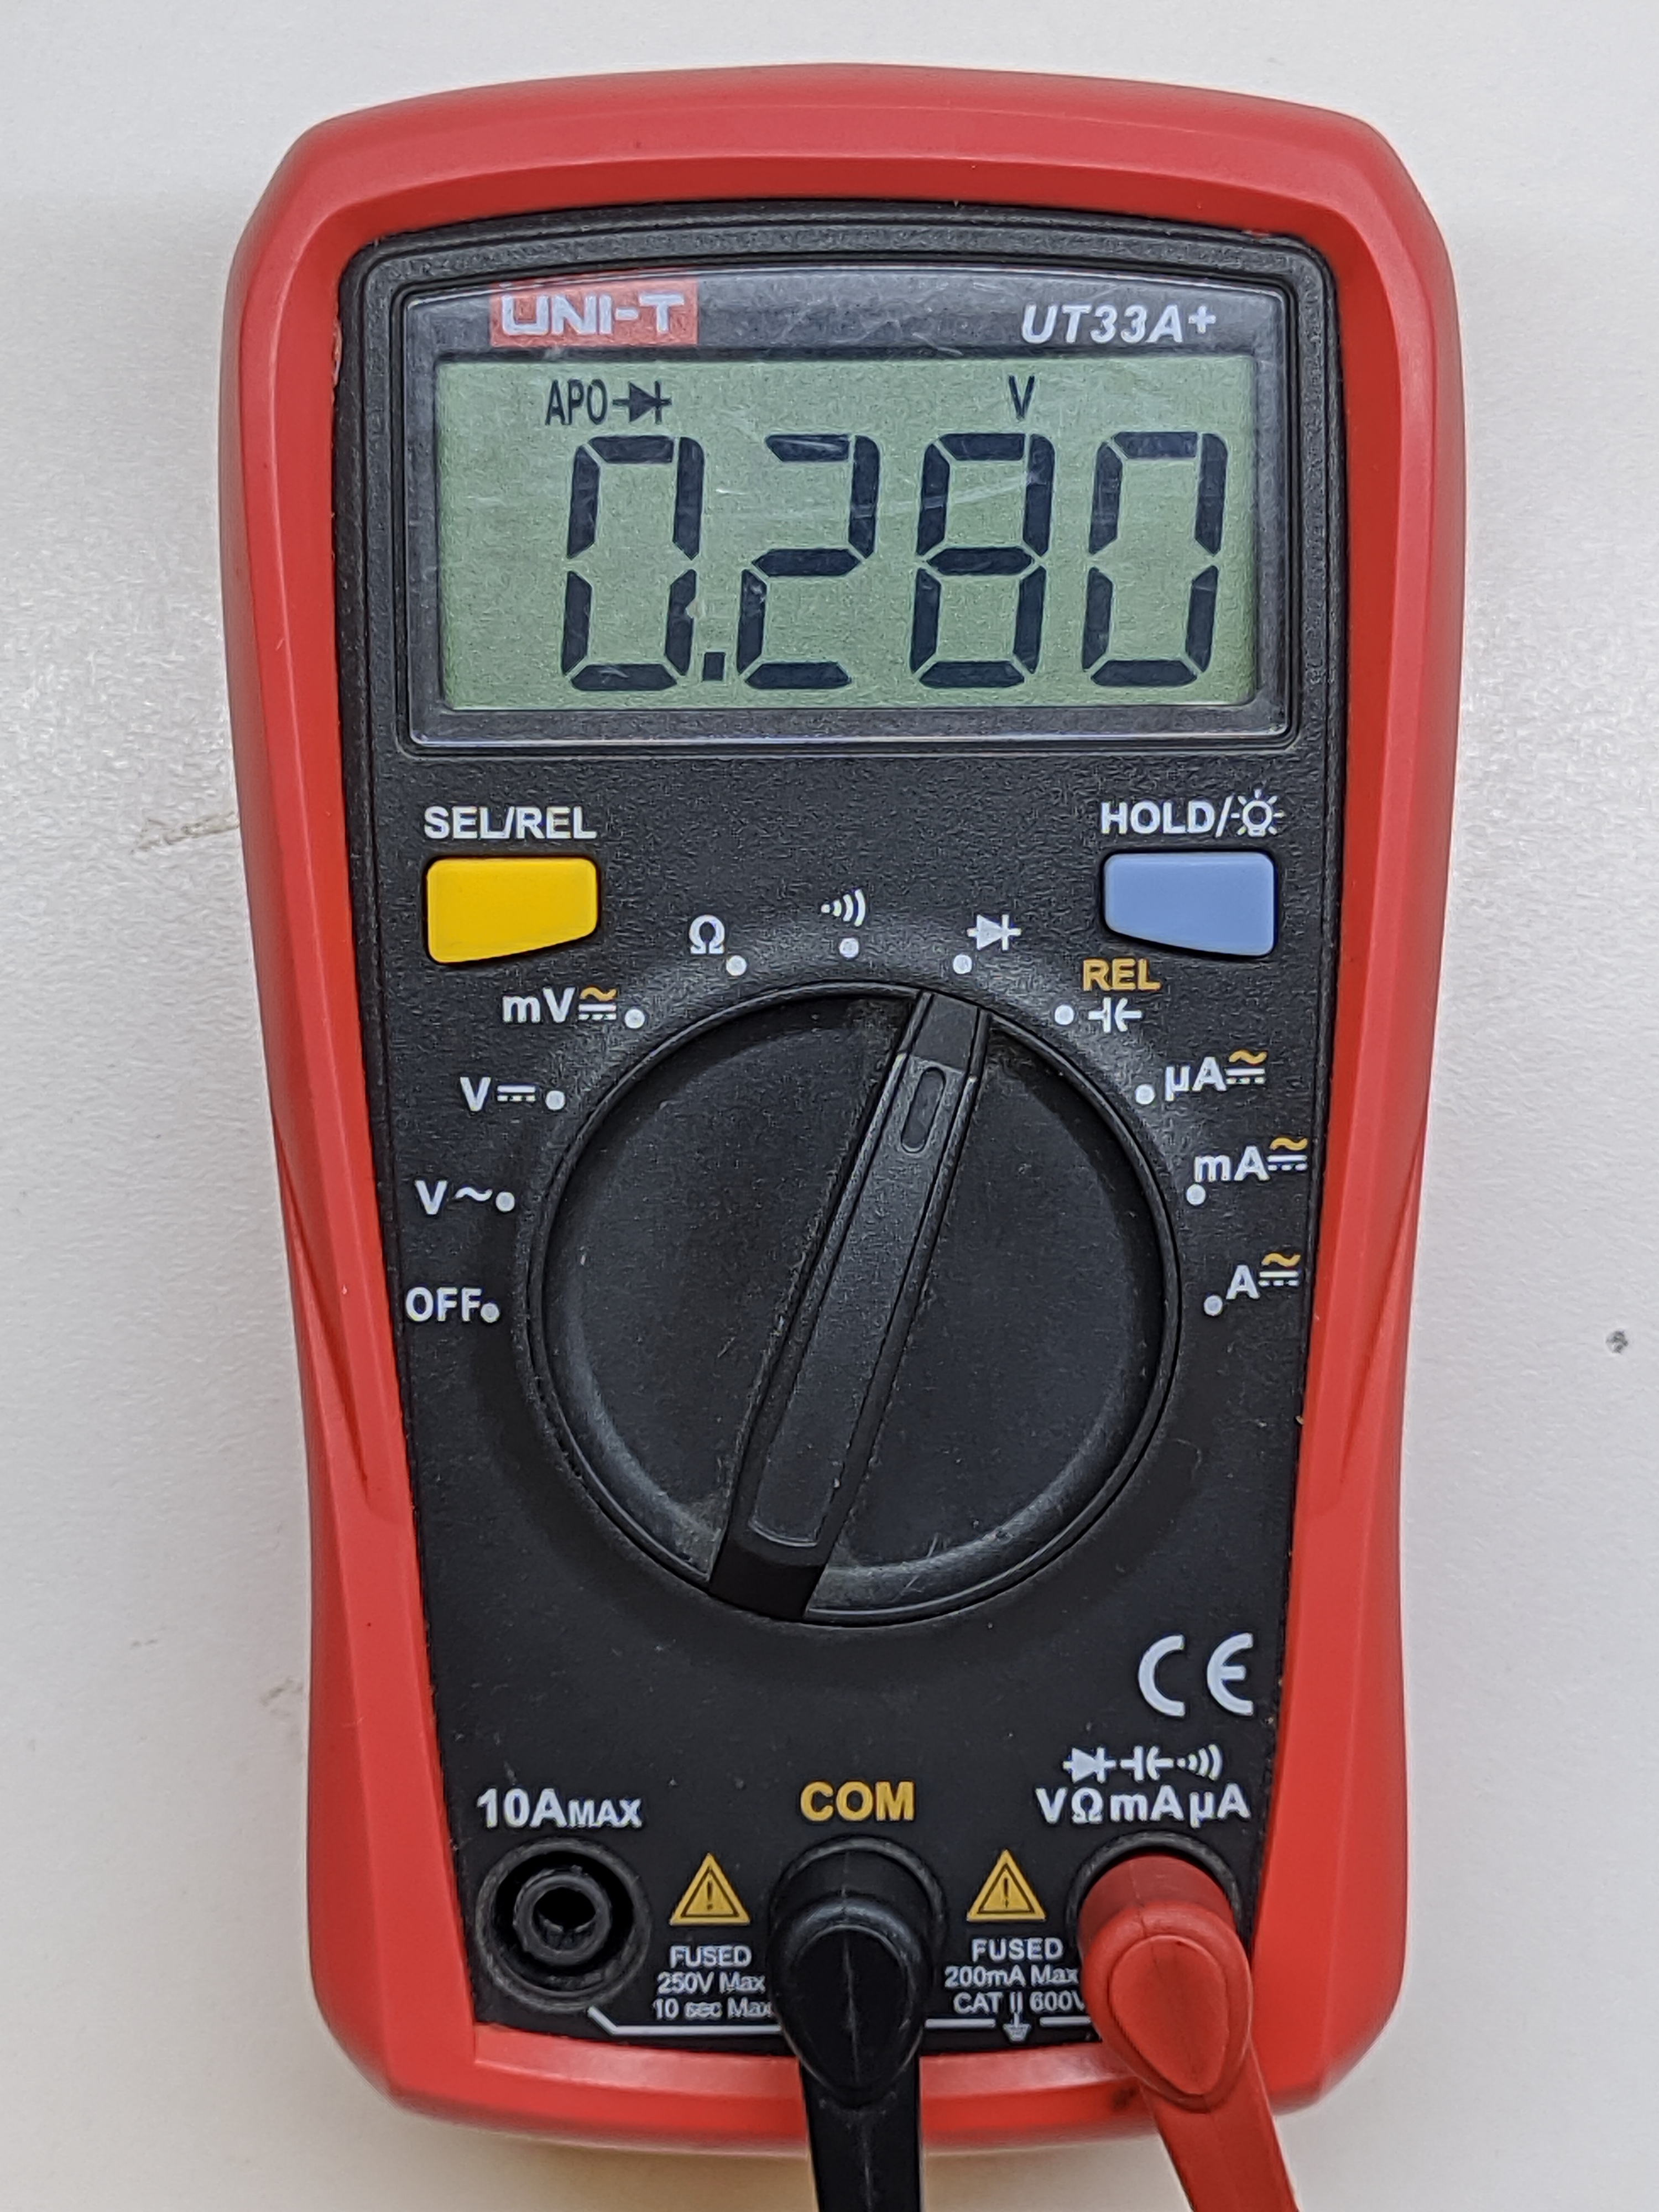 UNI-T UT33A+
APO V
0.280
SEL/REL HOLD/
Ω
REL
mV
µA
V
mA
V~
A
OFF
CE
10AMAX COM VΩmAµA
FUSED
250V Max
10 sec Max
FUSED
200mA Max
CAT II 600V